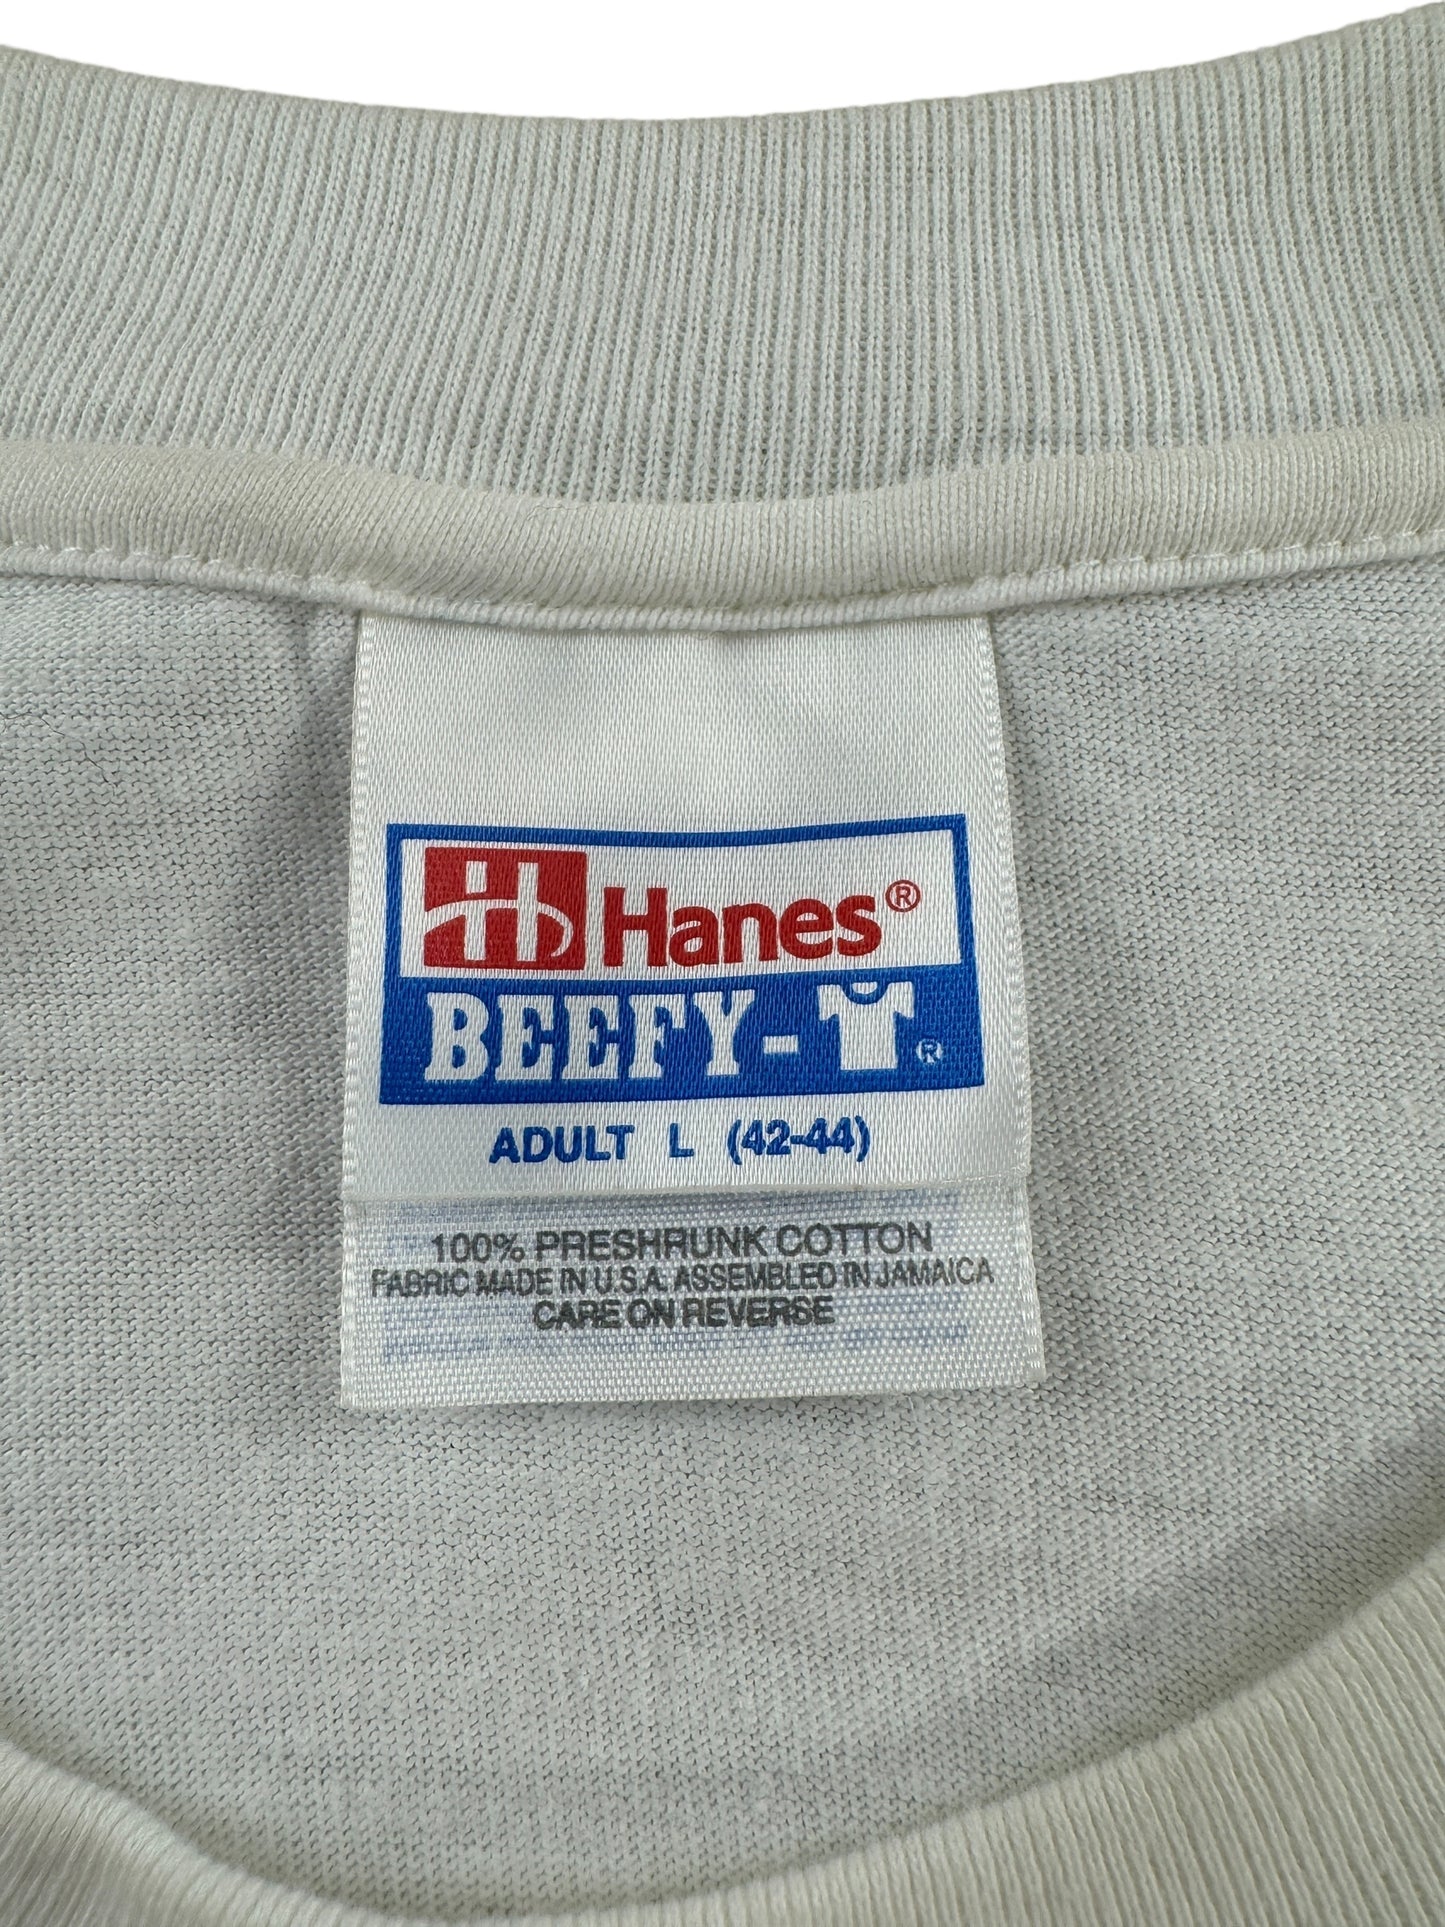 Hanes®
BEEFY-T®
ADULT L (42-44)
100% PRESHRUNK COTTON
FABRIC MADE IN U.S.A. ASSEMBLED IN JAMAICA
CARE ON REVERSE